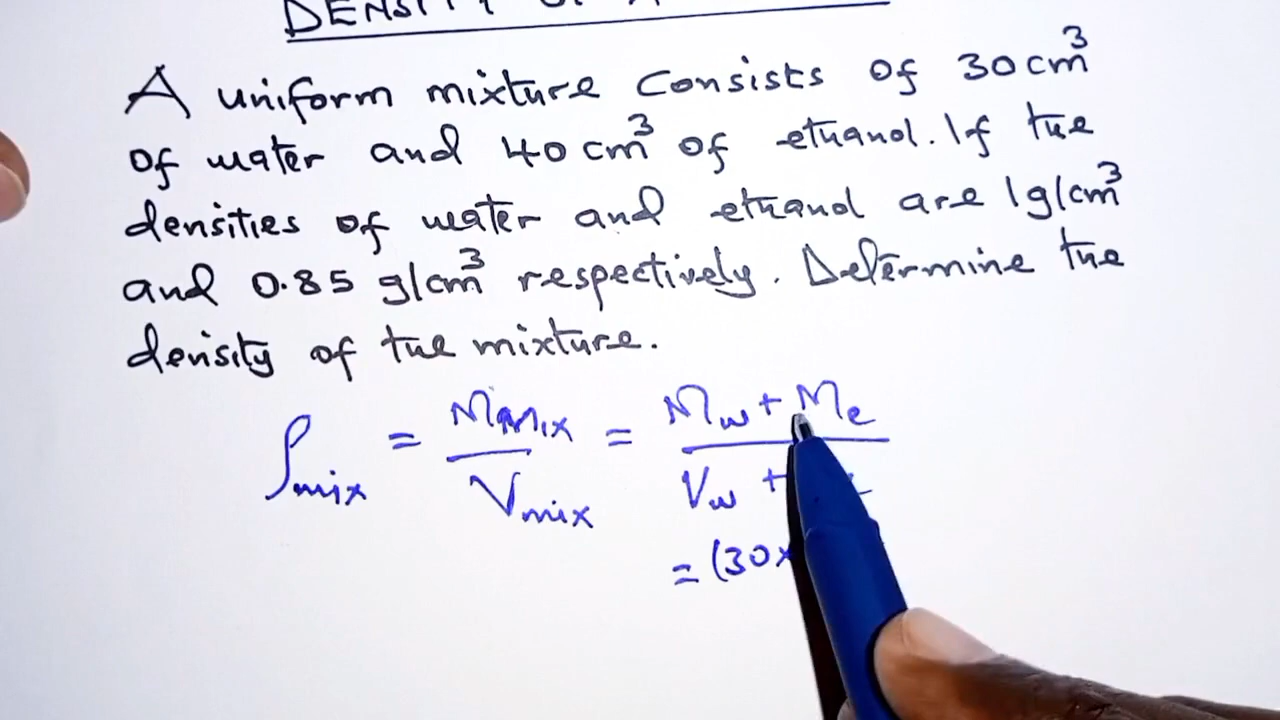 DENSITY OF A
A uniform mixture consists of 30cm³
of water and 40cm³ of ethanol. If the
densities of water and ethanol are 1g/cm³
and 0.85 g/cm³ respectively. Determine the
density of the mixture.
ρmix = Mmix/Vmix = Mw + Me/Vw +
= (30×